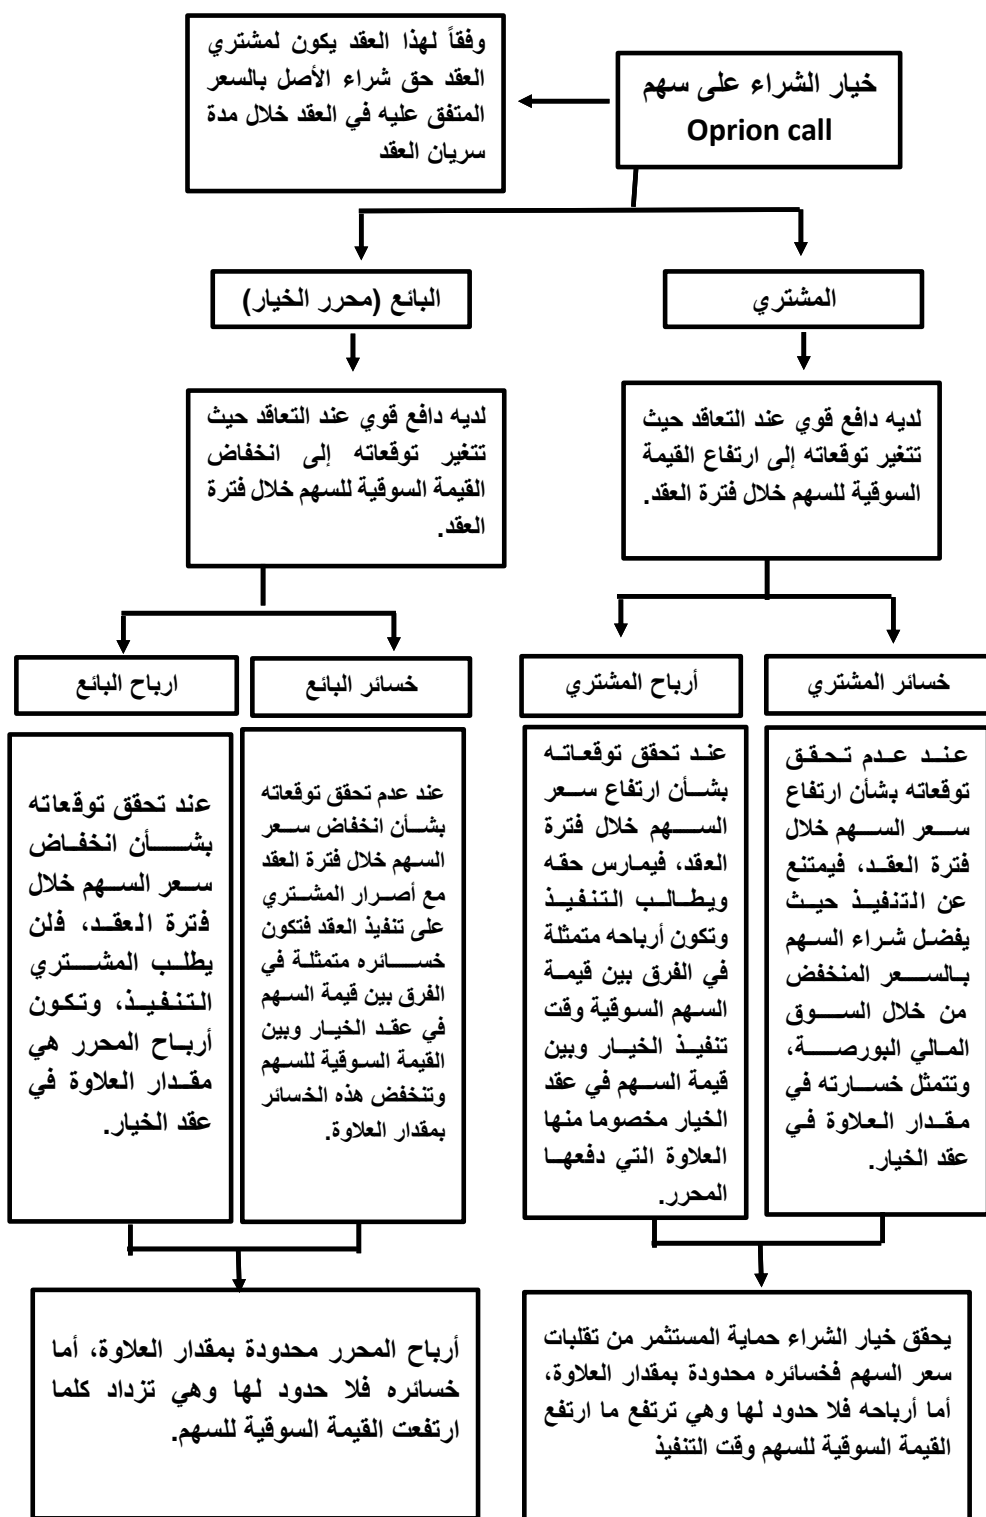 خيار الشراء على سهم
Oprion call
وفقاً لهذا العقد يكون لمشتري
العقد حق شراء الأصل بالسعر
المتفق عليه في العقد خلال مدة
سريان العقد
المشتري
البائع (محرر الخيار)
لديه دافع قوي عند التعاقد حيث
تتغير توقعاته إلى ارتفاع القيمة
السوقية للسهم خلال فترة العقد.
لديه دافع قوي عند التعاقد حيث
تتغير توقعاته إلى انخفاض
القيمة السوقية للسهم خلال فترة
العقد.
خسائر المشتري
أرباح المشتري
خسائر البائع
ارباح البائع
عند عدم تحقق
توقعاته بشأن ارتفاع
سعر السهم خلال
فترة العقد، فيمتنع
عن التنفيذ حيث
يفضل شراء السهم
بالسعر المنخفض
من خلال السوق
المالي البورصة،
وتتمثل خسارته في
مقدار العلاوة في
عقد الخيار.
عند تحقق توقعاته
بشأن ارتفاع سعر
السهم خلال فترة
العقد، فيمارس حقه
ويطالب التنفيذ
وتكون أرباحه متمثلة
في الفرق بين قيمة
السهم السوقية وقت
تنفيذ الخيار وبين
قيمة السهم في عقد
الخيار مخصوما منها
العلاوة التي دفعها
المحرر.
عند عدم تحقق توقعاته
بشأن انخفاض سعر
السهم خلال فترة العقد
مع أصرار المشتري
على تنفيذ العقد فتكون
خسائره متمثلة في
الفرق بين قيمة السهم
في عقد الخيار وبين
القيمة السوقية للسهم
وتنخفض هذه الخسائر
بمقدار العلاوة.
عند تحقق توقعاته
بشأن انخفاض
سعر السهم خلال
فترة العقد، فلن
يطلب المشتري
التنفيذ، وتكون
أرباح المحرر هي
مقدار العلاوة في
عقد الخيار.
يحقق خيار الشراء حماية المستثمر من تقلبات
سعر السهم فخسائره محدودة بمقدار العلاوة،
أما أرباحه فلا حدود لها وهي ترتفع ما ارتفع
القيمة السوقية للسهم وقت التنفيذ
أرباح المحرر محدودة بمقدار العلاوة، أما
خسائره فلا حدود لها وهي تزداد كلما
ارتفعت القيمة السوقية للسهم.